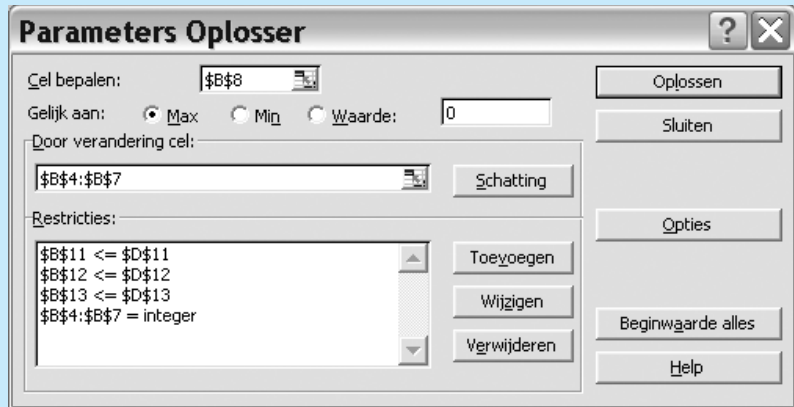 Parameters Oplosser
?
Cel bepalen: $B$8
Oplossen
Gelijk aan: Max Min Waarde: 0
Sluiten
Door verandering cel:
$B$4:$B$7
Schatting
Restricties:
Opties
$B$11 <= $D$11
$B$12 <= $D$12
$B$13 <= $D$13
$B$4:$B$7 = integer
Toevoegen
Wijzigen
Verwijderen
Beginwaarde alles
Help